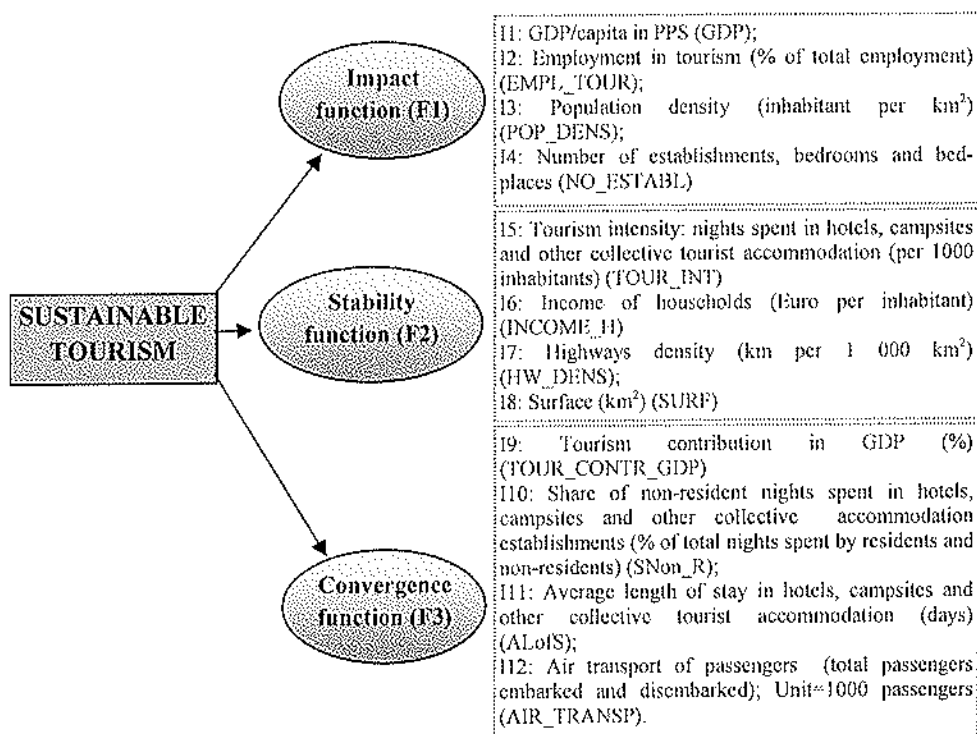 SUSTAINABLE
TOURISM
Impact
function (F1)
I1: GDP/capita in PPS (GDP);
I2: Employment in tourism (% of total employment)
(EMPL_TOUR);
I3: Population density (inhabitant per km²)
(POP_DENS);
I4: Number of establishments, bedrooms and bed-
places (NO_ESTABL)
Stability
function (F2)
I5: Tourism intensity: nights spent in hotels, campsites
and other collective tourist accommodation (per 1000
inhabitants) (TOUR_INT)
I6: Income of households (Euro per inhabitant)
(INCOME_H)
I7: Highways density (km per 1 000 km²)
(HW_DENS);
I8: Surface (km²) (SURF)
Convergence
function (F3)
I9: Tourism contribution in GDP (%)
(TOUR_CONTR_GDP)
I10: Share of non-resident nights spent in hotels,
campsites and other collective accommodation
establishments (% of total nights spent by residents and
non-residents) (SNon_R);
I11: Average length of stay in hotels, campsites and
other collective tourist accommodation (days)
(ALofS);
I12: Air transport of passengers (total passengers
embarked and disembarked); Unit=1000 passengers
(AIR_TRANSP).